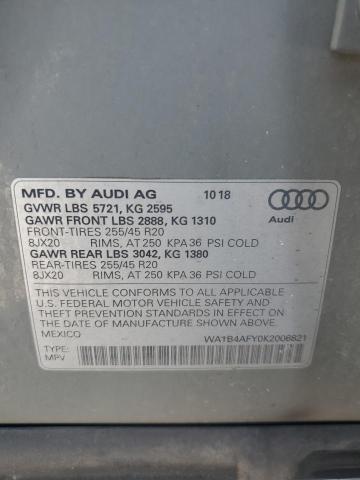 MFD. BY AUDI AG 10 18
GVWR LBS 5721, KG 2595
GAWR FRONT LBS 2888, KG 1310
FRONT-TIRES 255/45 R20
8JX20 RIMS, AT 250 KPA 36 PSI COLD
GAWR REAR LBS 3042, KG 1380
REAR-TIRES 255/45 R20
8JX20 RIMS, AT 250 KPA 36 PSI COLD
Audi
THIS VEHICLE CONFORMS TO ALL APPLICABLE
U.S. FEDERAL MOTOR VEHICLE SAFETY AND
THEFT PREVENTION STANDARDS IN EFFECT ON
THE DATE OF MANUFACTURE SHOWN ABOVE.
MEXICO WA1B4AFY0K2006821
TYPE:
MPV